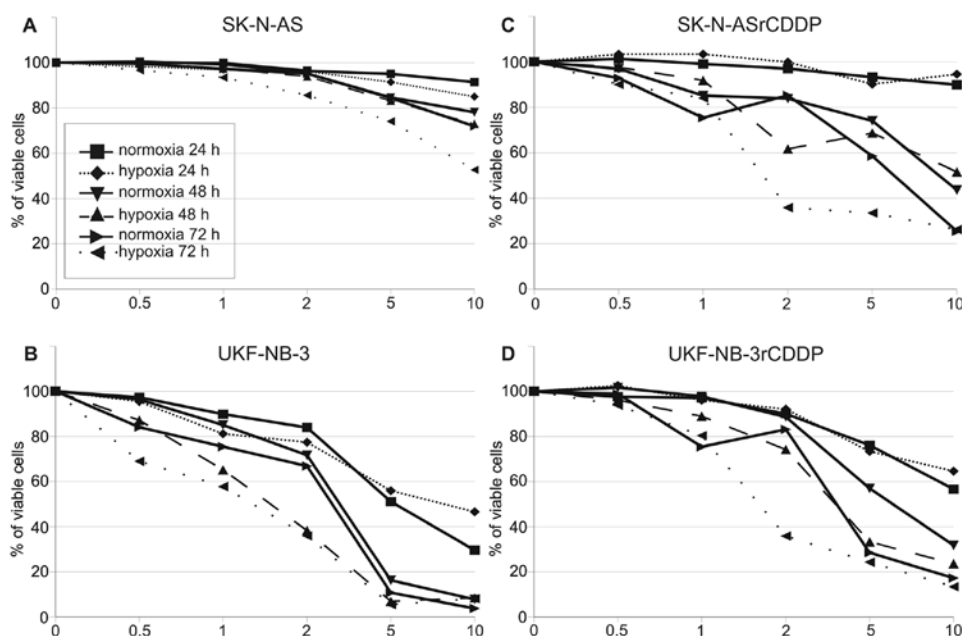 A SK-N-AS
% of viable cells
120
100
80
60
40
20
0
normoxia 24 h
hypoxia 24 h
normoxia 48 h
hypoxia 48 h
normoxia 72 h
hypoxia 72 h
0 0.5 1 2 5 10
C SK-N-ASrCDDP
% of viable cells
120
100
80
60
40
20
0
0 0.5 1 2 5 10
B UKF-NB-3
% of viable cells
100
80
60
40
20
0
0 0.5 1 2 5 10
D UKF-NB-3rCDDP
% of viable cells
100
80
60
40
20
0
0 0.5 1 2 5 10